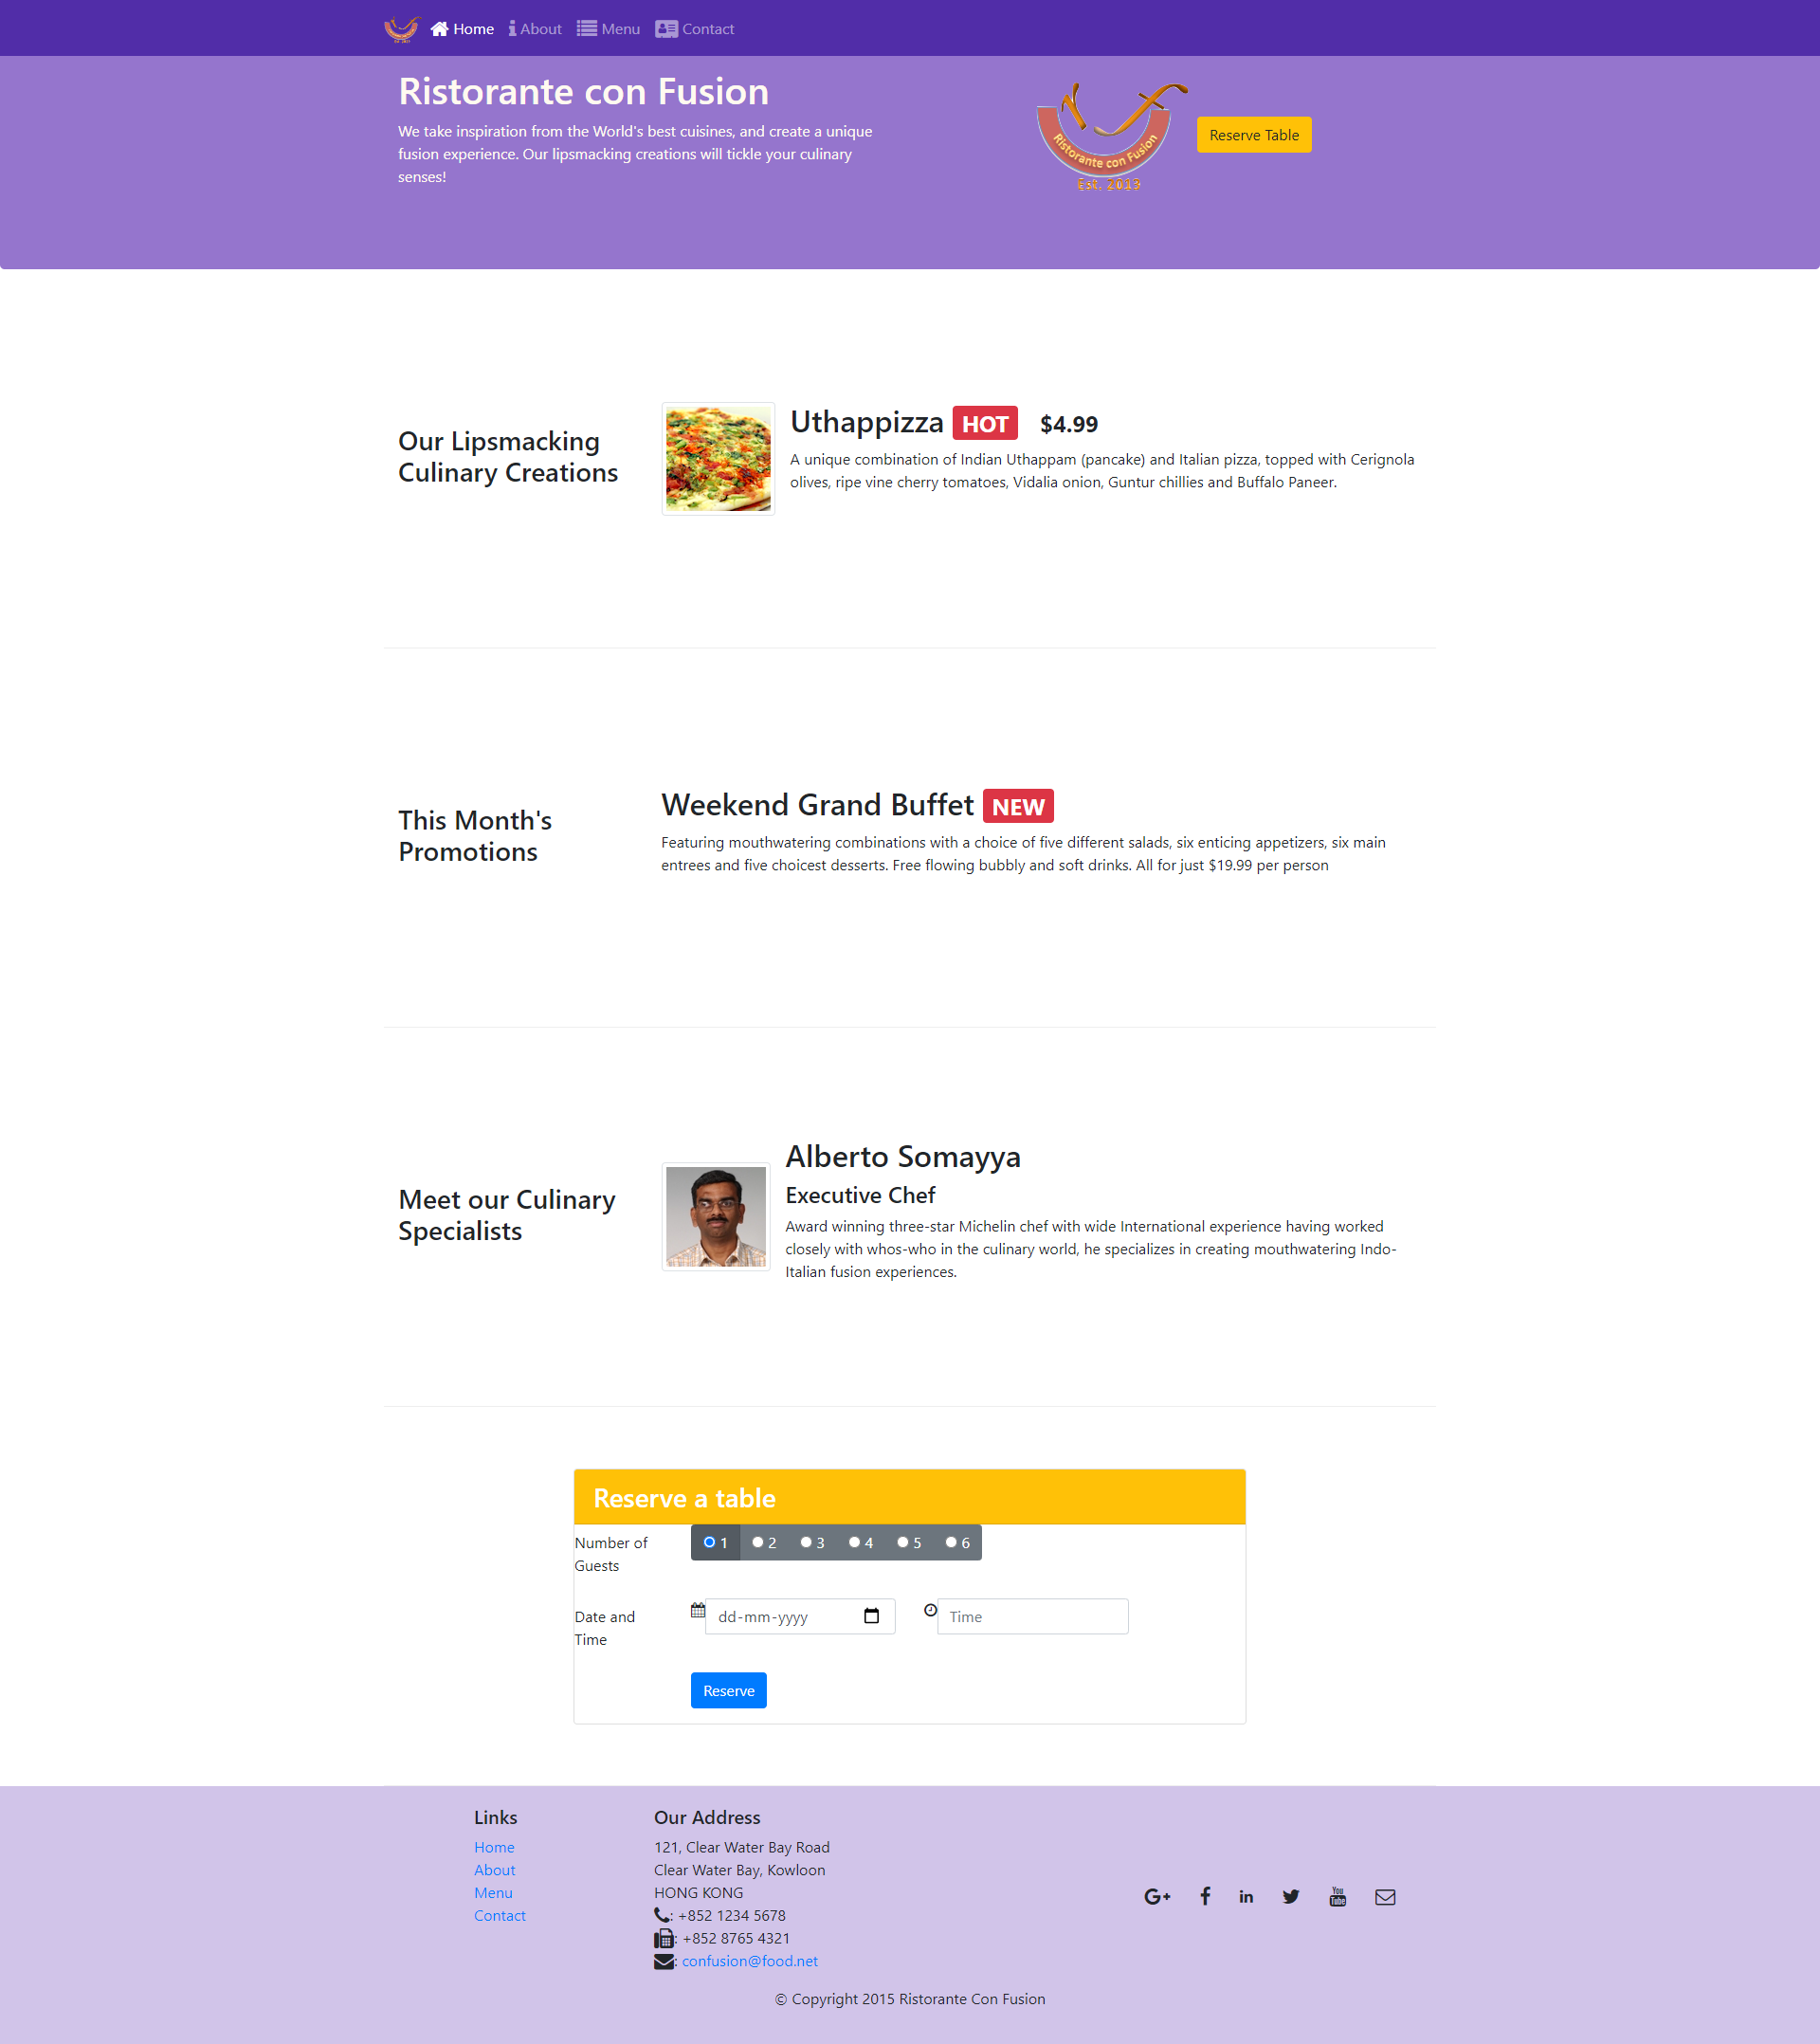 Home About Menu Contact
Ristorante con Fusion
We take inspiration from the World's best cuisines, and create a unique
fusion experience. Our lipsmacking creations will tickle your culinary
senses!
Ristorante con Fusion
Est. 2013
Reserve Table
Our Lipsmacking
Culinary Creations
Uthappizza HOT $4.99
A unique combination of Indian Uthappam (pancake) and Italian pizza, topped with Cerignola
olives, ripe vine cherry tomatoes, Vidalia onion, Guntur chillies and Buffalo Paneer.
This Month's
Promotions
Weekend Grand Buffet NEW
Featuring mouthwatering combinations with a choice of five different salads, six enticing appetizers, six main
entrees and five choicest desserts. Free flowing bubbly and soft drinks. All for just $19.99 per person
Meet our Culinary
Specialists
Alberto Somayya
Executive Chef
Award winning three-star Michelin chef with wide International experience having worked
closely with whos-who in the culinary world, he specializes in creating mouthwatering Indo-
Italian fusion experiences.
Reserve a table
Number of
Guests
1 2 3 4 5 6
Date and
Time
dd-mm-yyyy
Time
Reserve
Links
Home
About
Menu
Contact
Our Address
121, Clear Water Bay Road
Clear Water Bay, Kowloon
HONG KONG
: +852 1234 5678
: +852 8765 4321
: confusion@food.net
G+ f in You Tube
© Copyright 2015 Ristorante Con Fusion